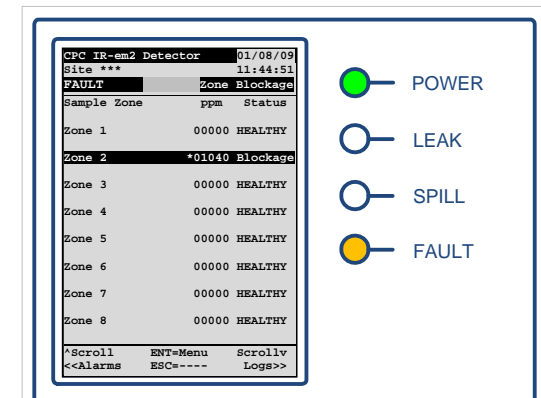 CPC IR-em2 Detector 01/08/09
Site *** 11:44:51
FAULT Zone Blockage
Sample Zone ppm Status
Zone 1 00000 HEALTHY
Zone 2 *01040 Blockage
Zone 3 00000 HEALTHY
Zone 4 00000 HEALTHY
Zone 5 00000 HEALTHY
Zone 6 00000 HEALTHY
Zone 7 00000 HEALTHY
Zone 8 00000 HEALTHY
^Scroll ENT=Menu Scrollv
<<Alarms ESC=---- Logs>>
POWER
LEAK
SPILL
FAULT